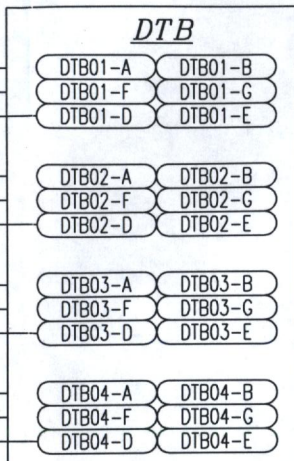 DTB
DTB01-A DTB01-B
DTB01-F DTB01-G
DTB01-D DTB01-E
DTB02-A DTB02-B
DTB02-F DTB02-G
DTB02-D DTB02-E
DTB03-A DTB03-B
DTB03-F DTB03-G
DTB03-D DTB03-E
DTB04-A DTB04-B
DTB04-F DTB04-G
DTB04-D DTB04-E